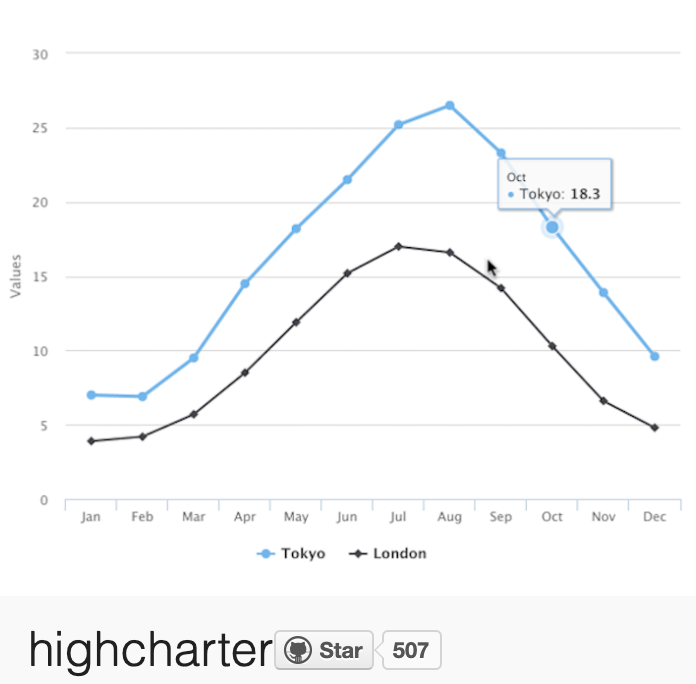 30
25
20
15
10
5
0
Values
Oct
Tokyo: 18.3
Jan Feb Mar Apr May Jun Jul Aug Sep Oct Nov Dec
Tokyo London
highcharter Star 507